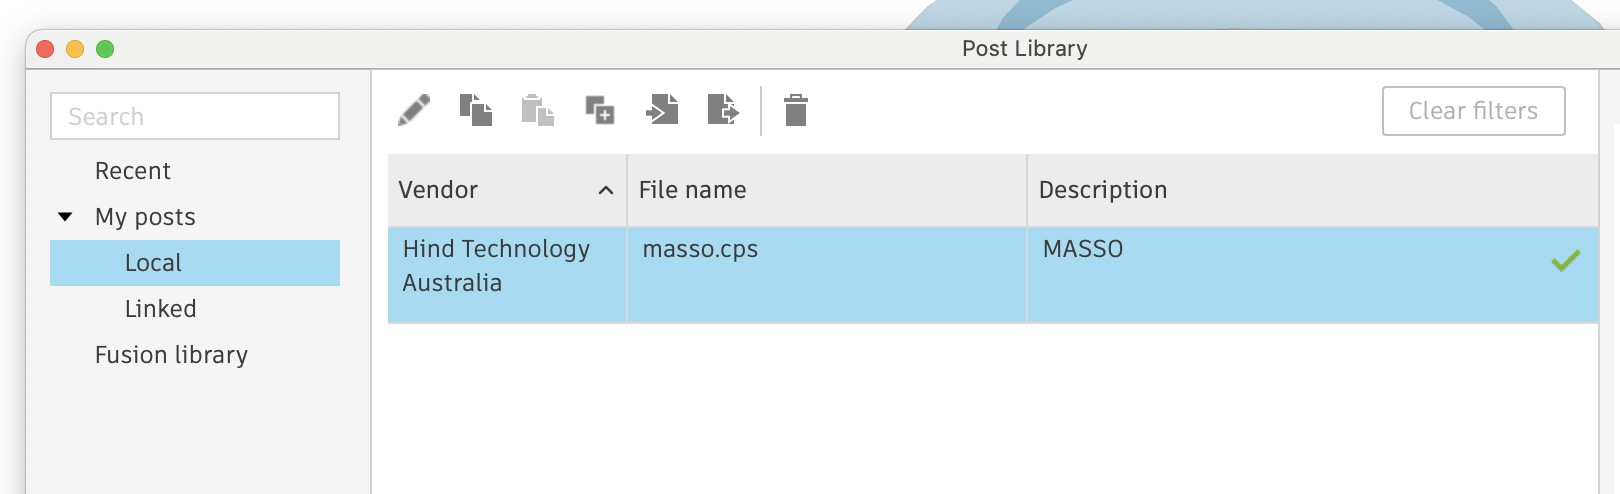 Post Library
Search
Clear filters
Recent
My posts
Local
Linked
Fusion library
Vendor
File name
Description
Hind Technology
Australia
masso.cps
MASSO